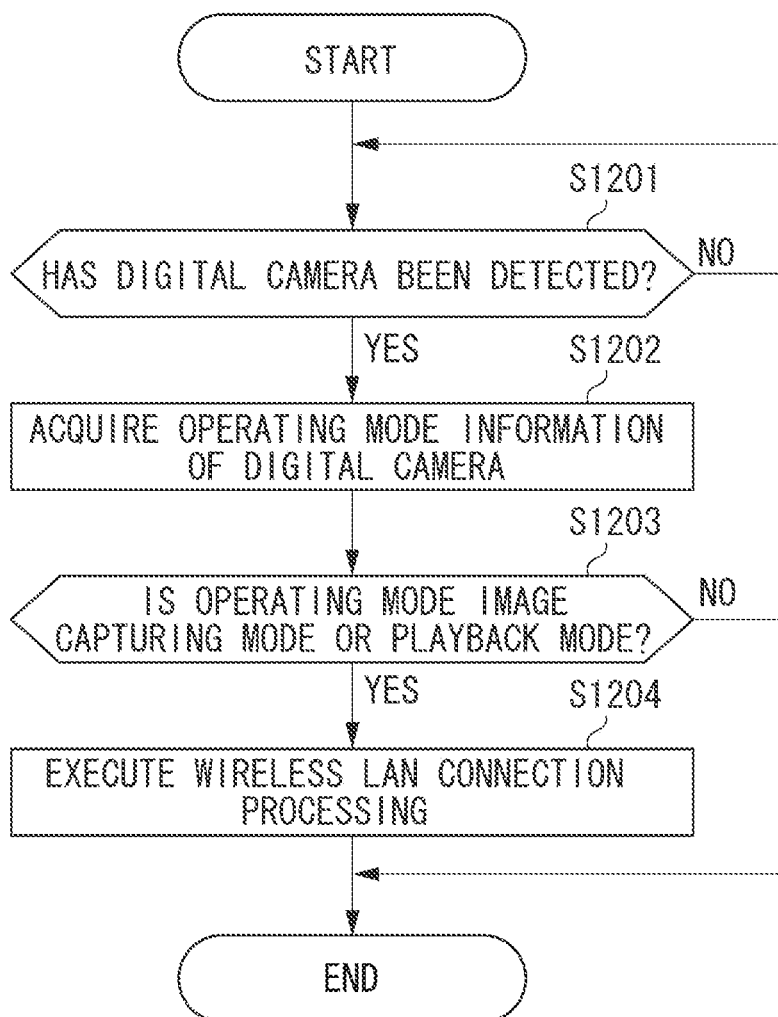 START
S1201
HAS DIGITAL CAMERA BEEN DETECTED?
NO
YES
S1202
ACQUIRE OPERATING MODE INFORMATION
OF DIGITAL CAMERA
S1203
IS OPERATING MODE IMAGE
CAPTURING MODE OR PLAYBACK MODE?
NO
YES
S1204
EXECUTE WIRELESS LAN CONNECTION
PROCESSING
END